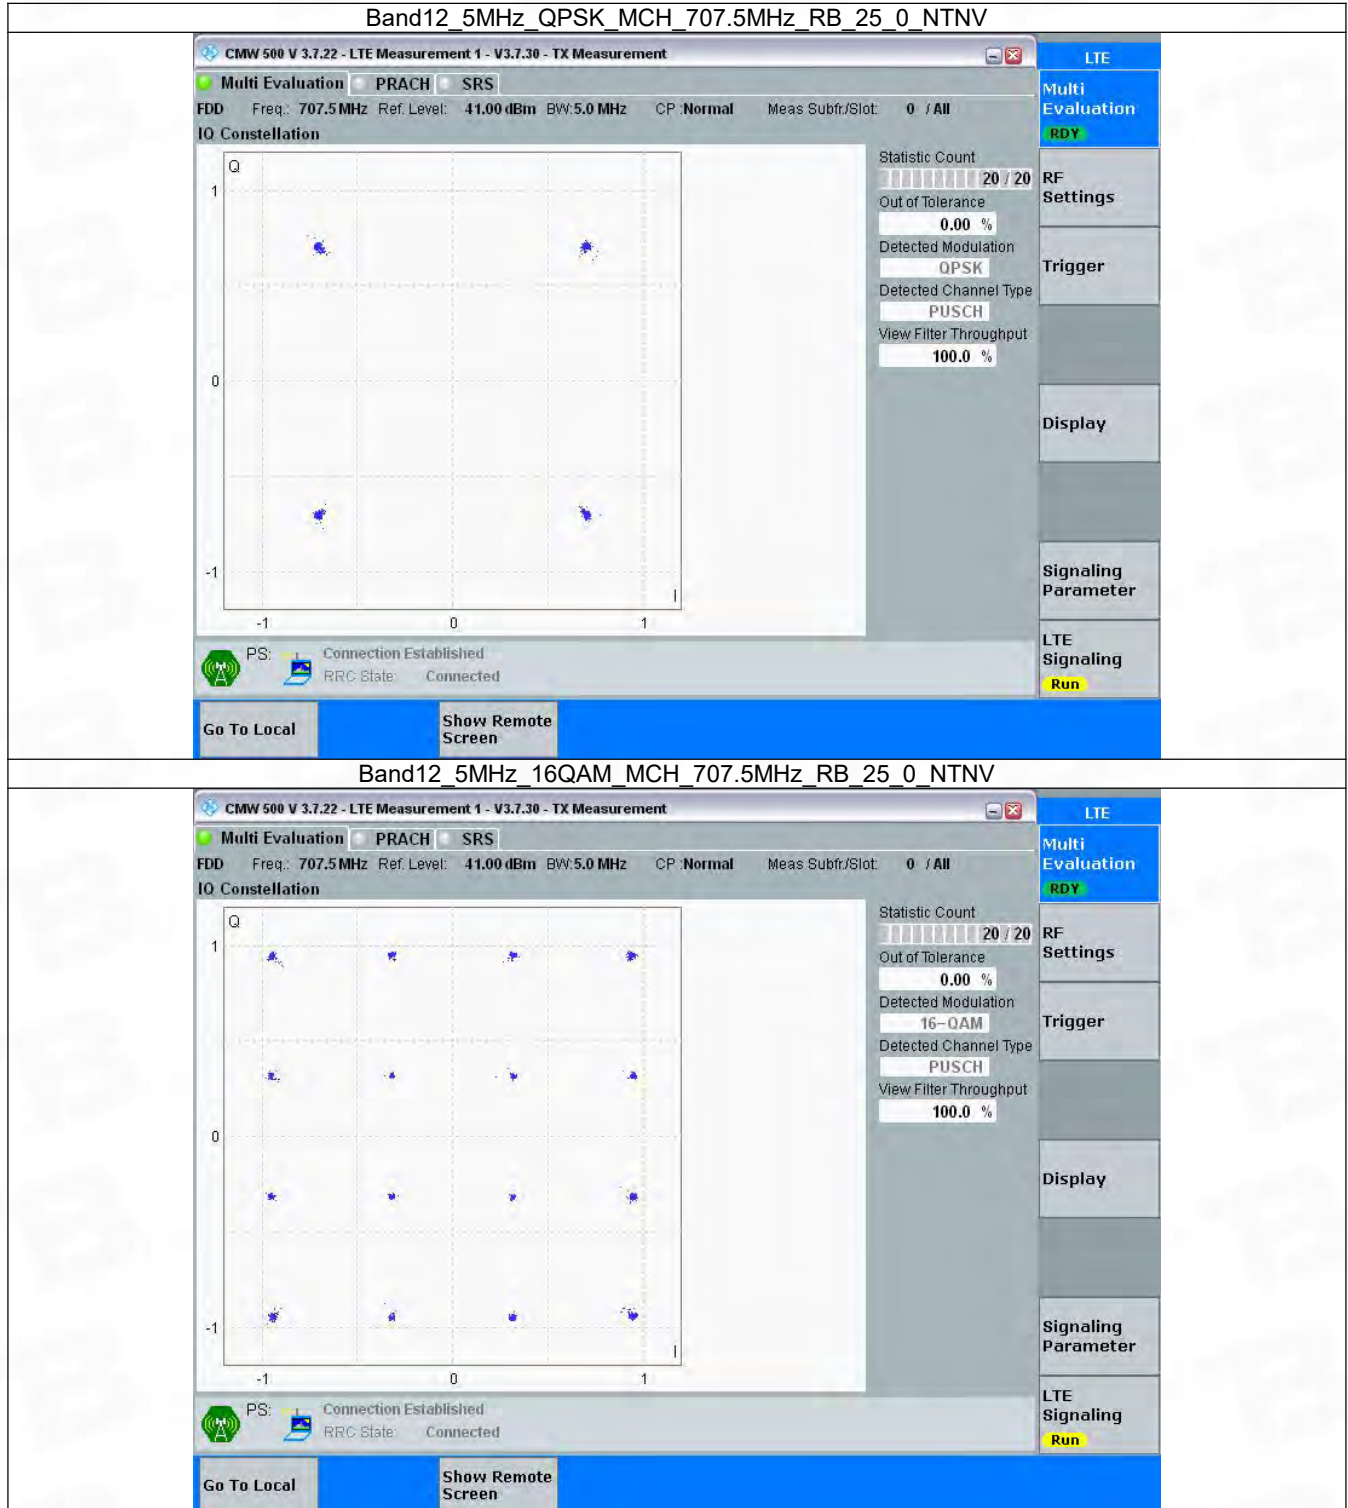 Band12_5MHz_QPSK_MCH_707.5MHz_RB_25_0_NTNV
CMW 500 V 3.7.22 - LTE Measurement 1 - V3.7.30 - TX Measurement
LTE
Multi Evaluation PRACH SRS
Multi
Evaluation
RDY
FDD Freq.: 707.5 MHz Ref. Level: 41.00 dBm BW: 5.0 MHz CP : Normal Meas Subfr./Slot: 0 / All
IQ Constellation
Q
1
0
-1
I
-1 0 1
Statistic Count
20 / 20
Out of Tolerance
0.00 %
Detected Modulation
QPSK
Detected Channel Type
PUSCH
View Filter Throughput
100.0 %
RF
Settings
Trigger
Display
Signaling
Parameter
LTE
Signaling
Run
PS: Connection Established
RRC State: Connected
Go To Local
Show Remote
Screen
Band12_5MHz_16QAM_MCH_707.5MHz_RB_25_0_NTNV
CMW 500 V 3.7.22 - LTE Measurement 1 - V3.7.30 - TX Measurement
LTE
Multi Evaluation PRACH SRS
Multi
Evaluation
RDY
FDD Freq.: 707.5 MHz Ref. Level: 41.00 dBm BW: 5.0 MHz CP : Normal Meas Subfr./Slot: 0 / All
IQ Constellation
Q
1
0
-1
I
-1 0 1
Statistic Count
20 / 20
Out of Tolerance
0.00 %
Detected Modulation
16-QAM
Detected Channel Type
PUSCH
View Filter Throughput
100.0 %
RF
Settings
Trigger
Display
Signaling
Parameter
LTE
Signaling
Run
PS: Connection Established
RRC State: Connected
Go To Local
Show Remote
Screen